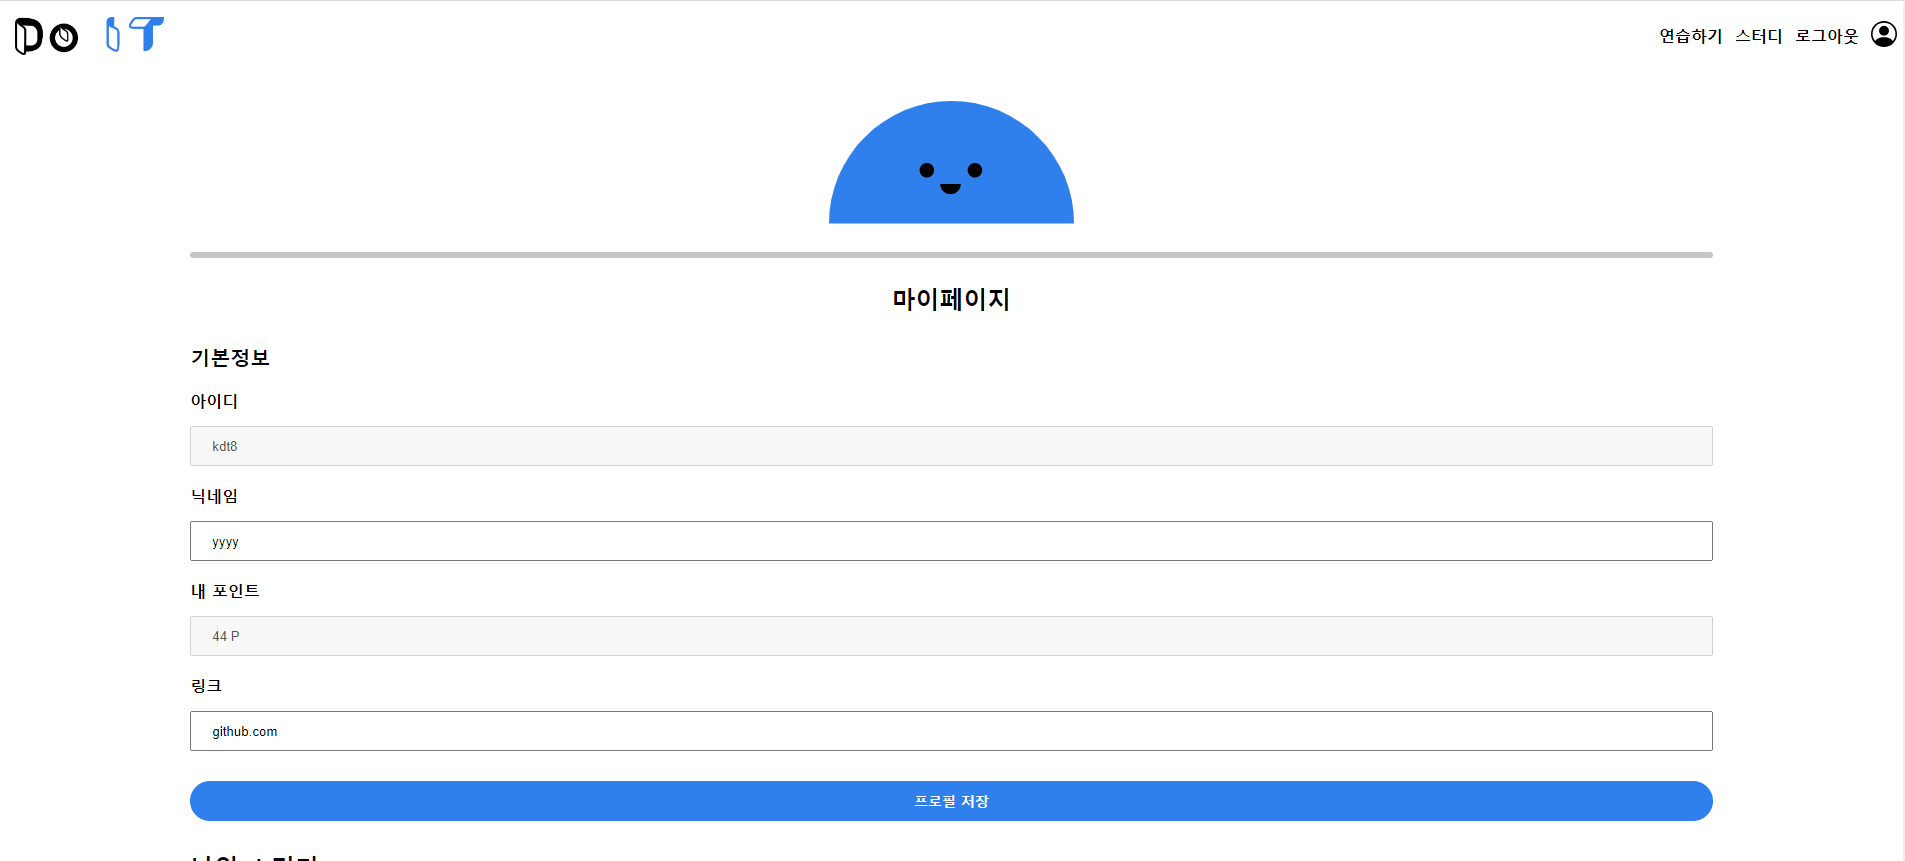 Do IT
연습하기 스터디 로그아웃
마이페이지
기본정보
아이디
kdt8
닉네임
yyyy
내 포인트
44 P
링크
github.com
프로필 저장